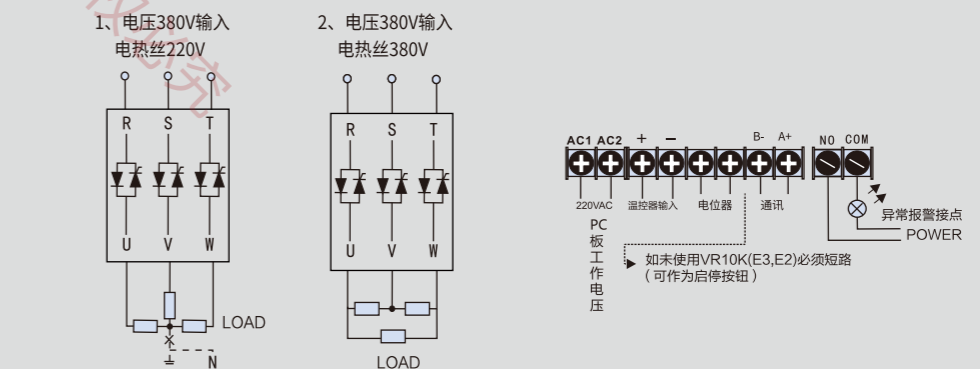 1、电压380V输入
电热丝220V
R S T
U V W
LOAD
N
2、电压380V输入
电热丝380V
R S T
U V W
LOAD
AC1 AC2 + − B- A+ NO COM
220VAC 温控器输入 电位器 通讯
PC
板
工
作
电
压
如未使用VR10K(E3,E2)必须短路
(可作为启停按钮)
异常报警接点
POWER
必究